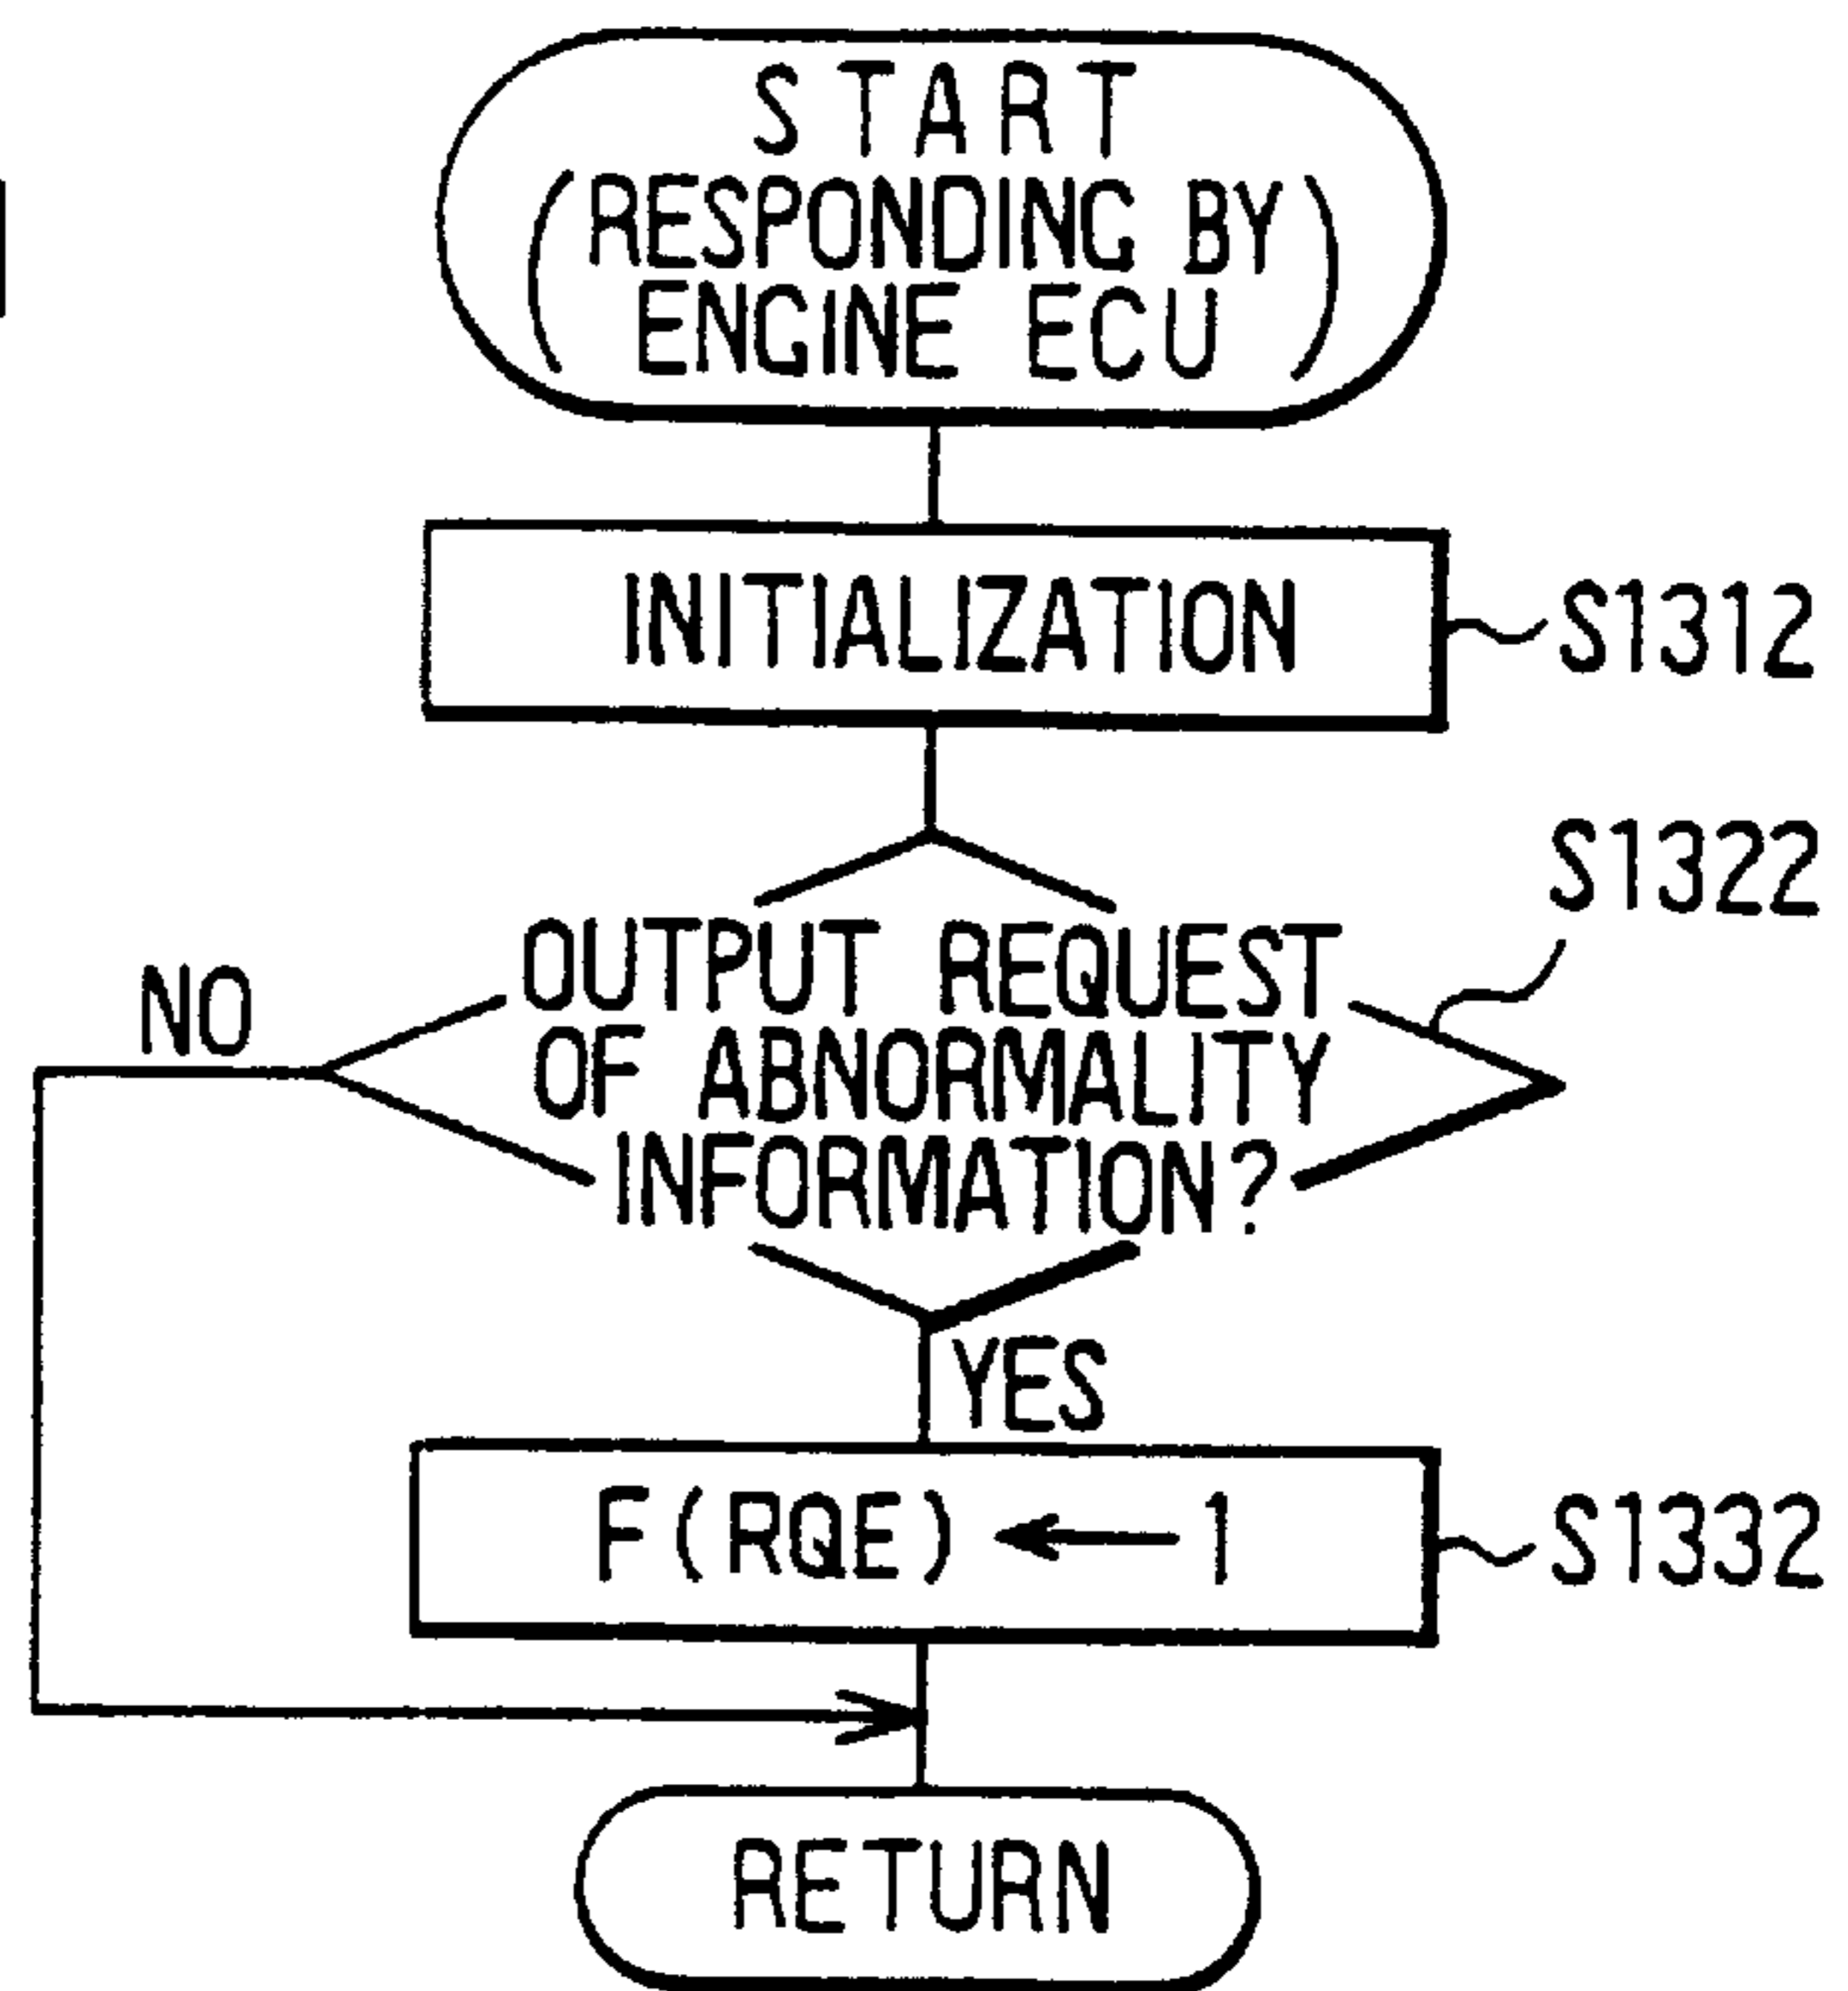 START
(RESPONDING BY
ENGINE ECU)
INITIALIZATION
S1312
S1322
OUTPUT REQUEST
OF ABNORMALITY
INFORMATION?
NO
YES
F(RQE) ← 1
S1332
RETURN